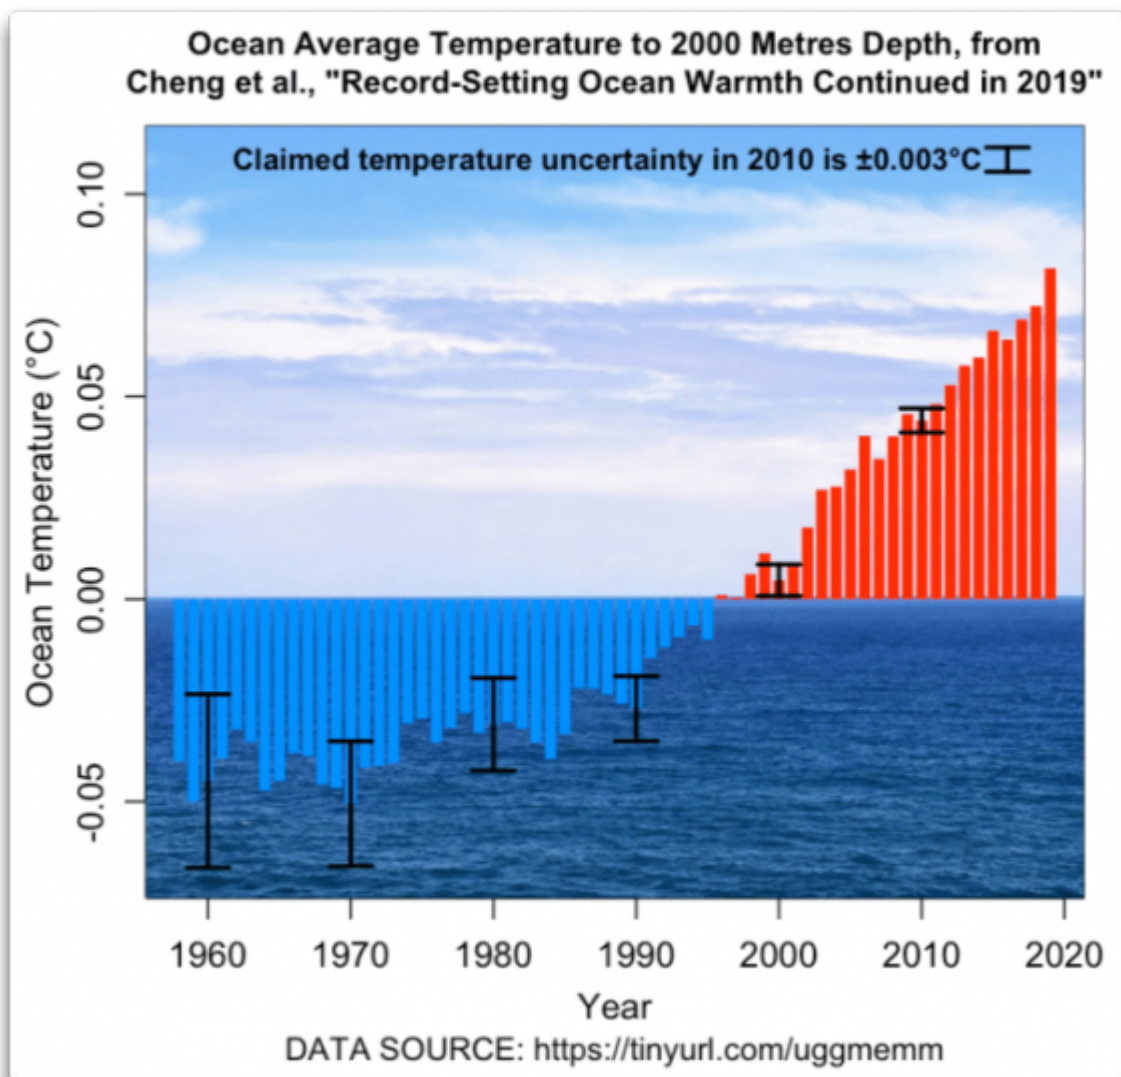 Ocean Average Temperature to 2000 Metres Depth, from
Cheng et al., "Record-Setting Ocean Warmth Continued in 2019"
Claimed temperature uncertainty in 2010 is ±0.003°C
Ocean Temperature (°C)
0.10
0.05
0.00
-0.05
1960 1970 1980 1990 2000 2010 2020
Year
DATA SOURCE: https://tinyurl.com/uggmemm